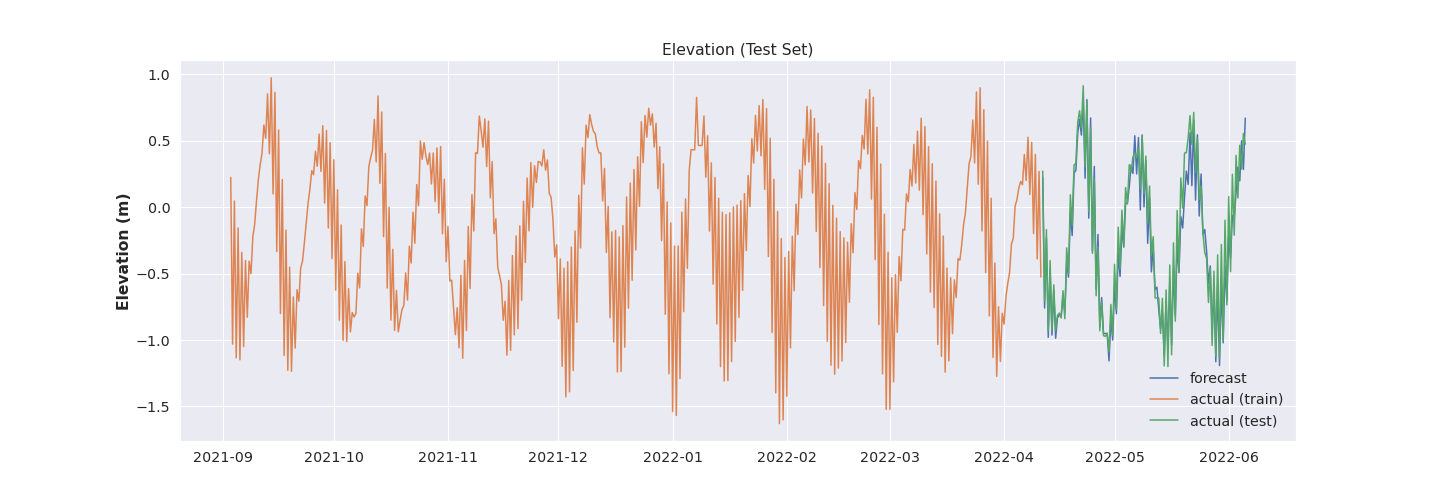 Elevation (Test Set)
Elevation (m)
1.0
0.5
0.0
−0.5
−1.0
−1.5
2021-09 2021-10 2021-11 2021-12 2022-01 2022-02 2022-03 2022-04 2022-05 2022-06
forecast
actual (train)
actual (test)